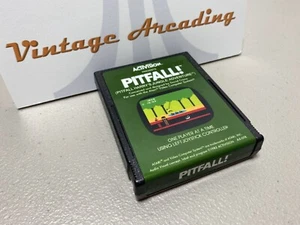 Vintage Arcading
ACTIVISION
PITFALL!
(PITFALL HARRY'S JUNGLE ADVENTURE)
ONE PLAYER AT A TIME
USING LEFT JOYSTICK CONTROLLER
PITFALL!